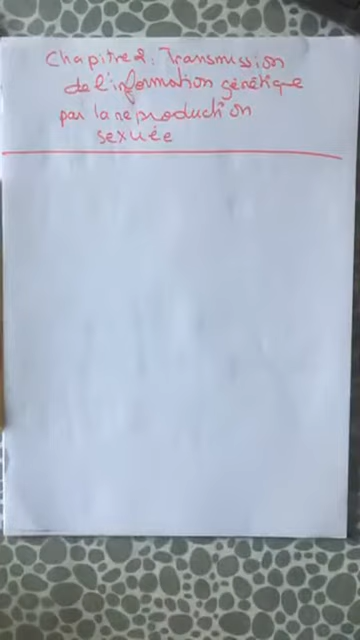 Chapitre 2: Transmission
de l'information génétique
par la reproduction
sexuée